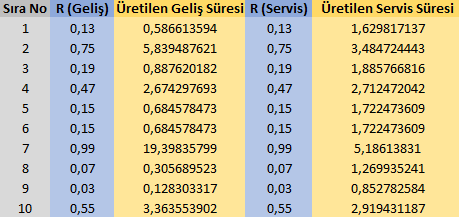 Sıra No R (Geliş) Üretilen Geliş Süresi R (Servis) Üretilen Servis Süresi
1 0,13 0,586613594 0,13 1,629817137
2 0,75 5,839487621 0,75 3,484724443
3 0,19 0,887620182 0,19 1,885766816
4 0,47 2,674297693 0,47 2,712472042
5 0,15 0,684578473 0,15 1,722473609
6 0,15 0,684578473 0,15 1,722473609
7 0,99 19,39835799 0,99 5,18613831
8 0,07 0,305689523 0,07 1,269935241
9 0,03 0,128303317 0,03 0,852782584
10 0,55 3,363553902 0,55 2,919431187